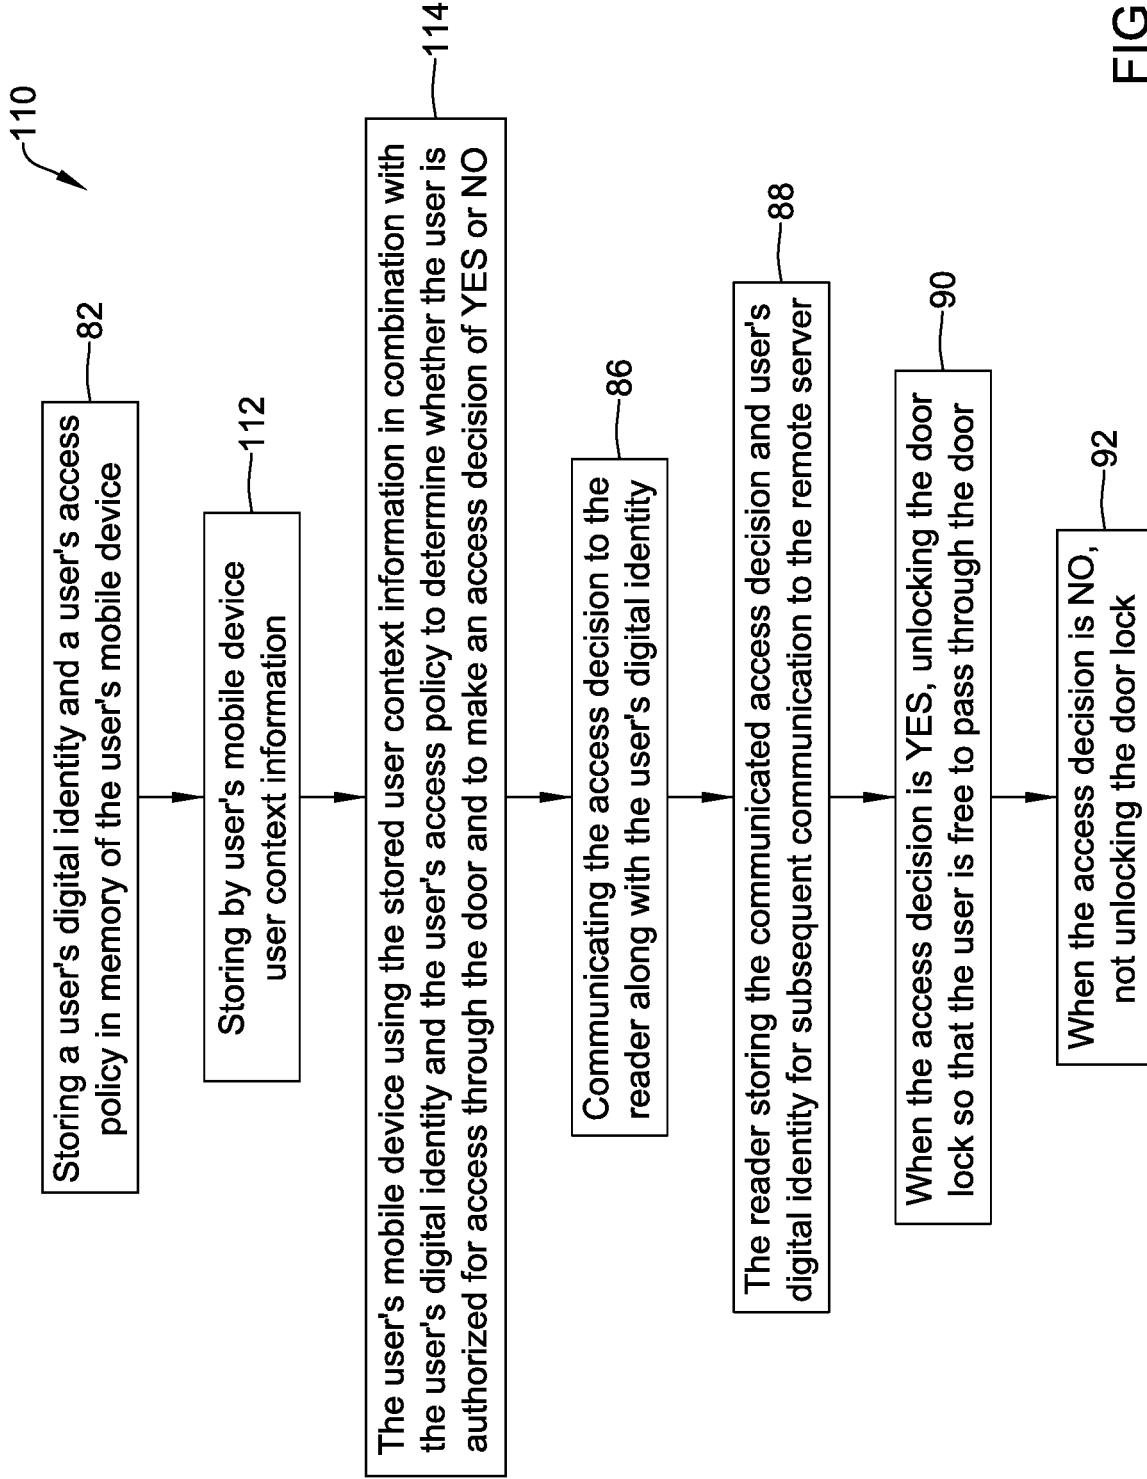 110
Storing a user's digital identity and a user's access
policy in memory of the user's mobile device
82
Storing by user's mobile device
user context information
112
The user's mobile device using the stored user context information in combination with
the user's digital identity and the user's access policy to determine whether the user is
authorized for access through the door and to make an access decision of YES or NO
114
Communicating the access decision to the
reader along with the user's digital identity
86
The reader storing the communicated access decision and user's
digital identity for subsequent communication to the remote server
88
When the access decision is YES, unlocking the door
lock so that the user is free to pass through the door
90
When the access decision is NO,
not unlocking the door lock
92
FIG